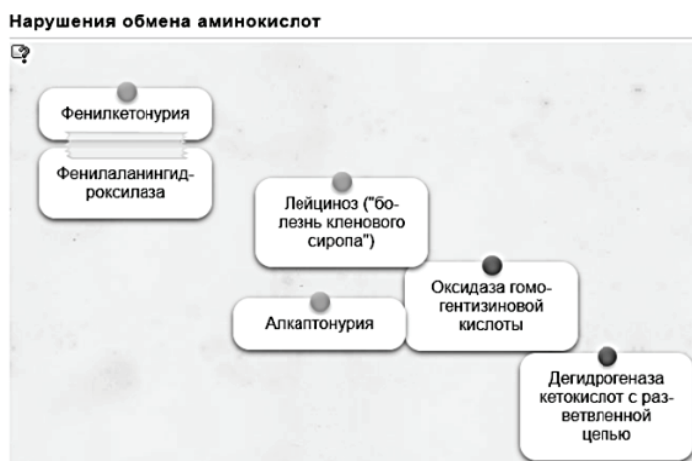 Нарушения обмена аминокислот
Фенилкетонурия
Фенилаланингид-
роксилаза
Лейциноз ("бо-
лезнь кленового
сиропа")
Оксидаза гомо-
гентизиновой
кислоты
Алкаптонурия
Дегидрогеназа
кетокислот с раз-
ветвленной
цепью